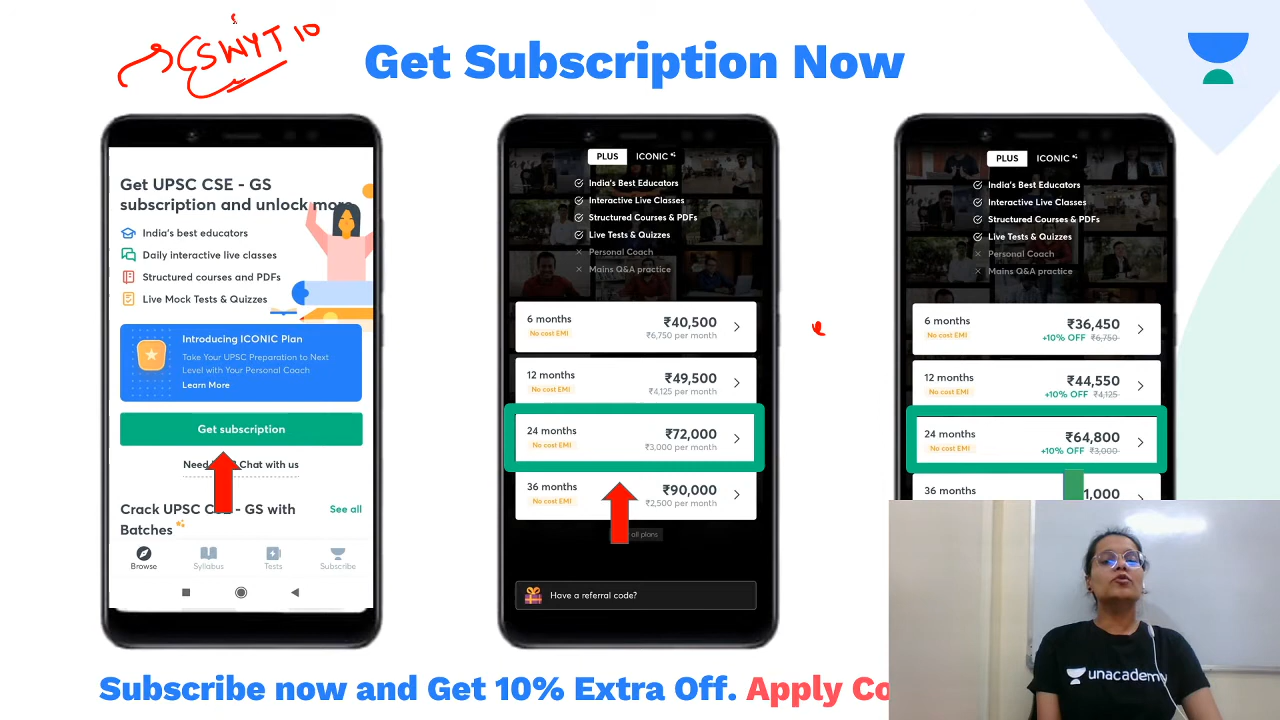 ESWYT 10
Get Subscription Now
Get UPSC CSE - GS
subscription and unlock more
India's best educators
Daily interactive live classes
Structured courses and PDFs
Live Mock Tests & Quizzes
Introducing ICONIC Plan
Take Your UPSC Preparation to Next
Level with Your Personal Coach
Learn More
Get subscription
Chat with us
Crack UPSC CSE - GS with
Batches
See all
Browse
Syllabus
Tests
Subscribe
PLUS ICONIC
India's Best Educators
Interactive Live Classes
Structured Courses & PDFs
Live Tests & Quizzes
Personal Coach
Mains Q&A practice
6 months ₹40,500
No cost EMI ₹6,750 per month
12 months ₹49,500
No cost EMI ₹4,125 per month
24 months ₹72,000
No cost EMI ₹3,000 per month
36 months ₹90,000
No cost EMI ₹2,500 per month
all plans
Have a referral code?
PLUS ICONIC
India's Best Educators
Interactive Live Classes
Structured Courses & PDFs
Live Tests & Quizzes
Personal Coach
Mains Q&A practice
6 months ₹36,450
No cost EMI +10% OFF ₹6,750
12 months ₹44,550
No cost EMI +10% OFF ₹4,125
24 months ₹64,800
No cost EMI +10% OFF ₹3,000
36 months
unacademy
Subscribe now and Get 10% Extra Off. Apply